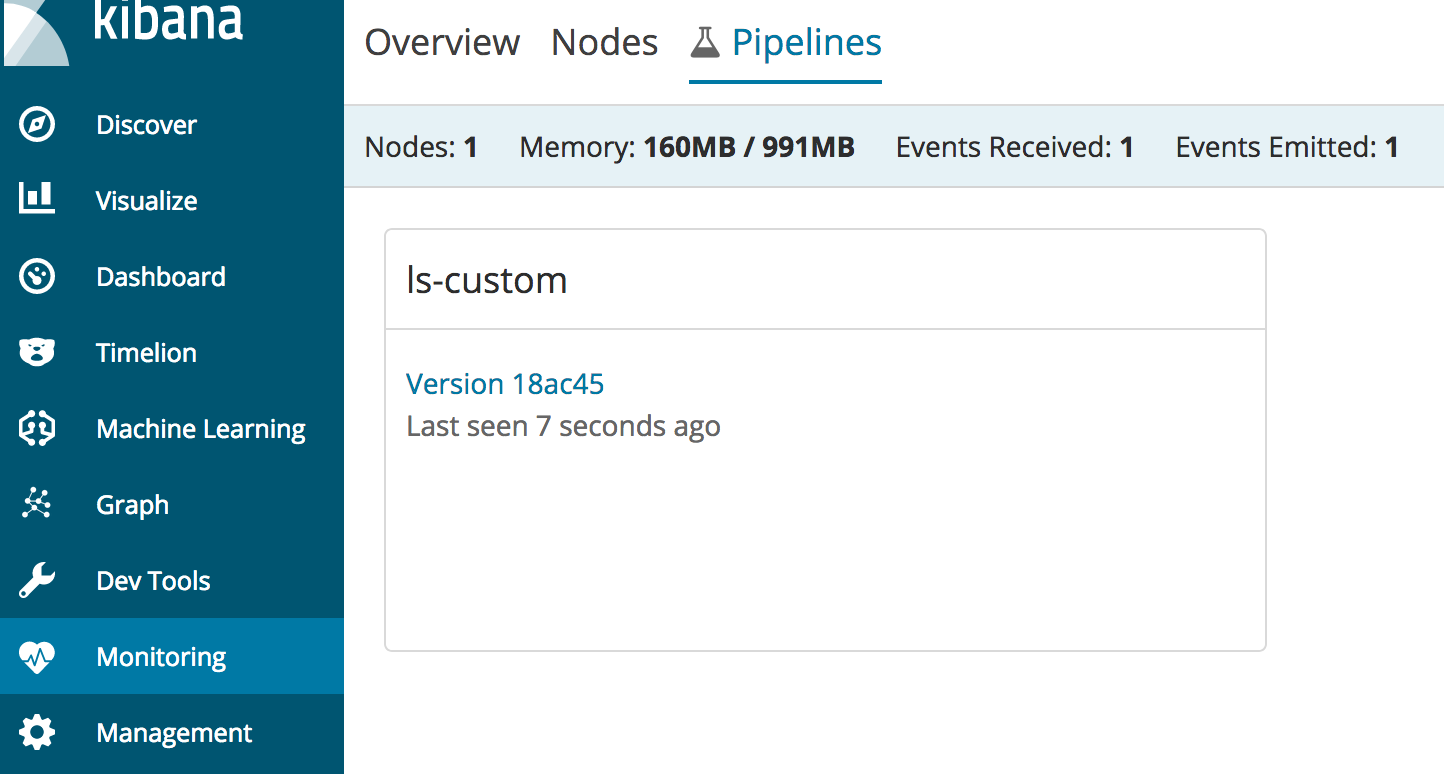 kibana
Discover
Visualize
Dashboard
Timelion
Machine Learning
Graph
Dev Tools
Monitoring
Management
Overview Nodes Pipelines
Nodes: 1 Memory: 160MB / 991MB Events Received: 1 Events Emitted: 1
ls-custom
Version 18ac45
Last seen 7 seconds ago